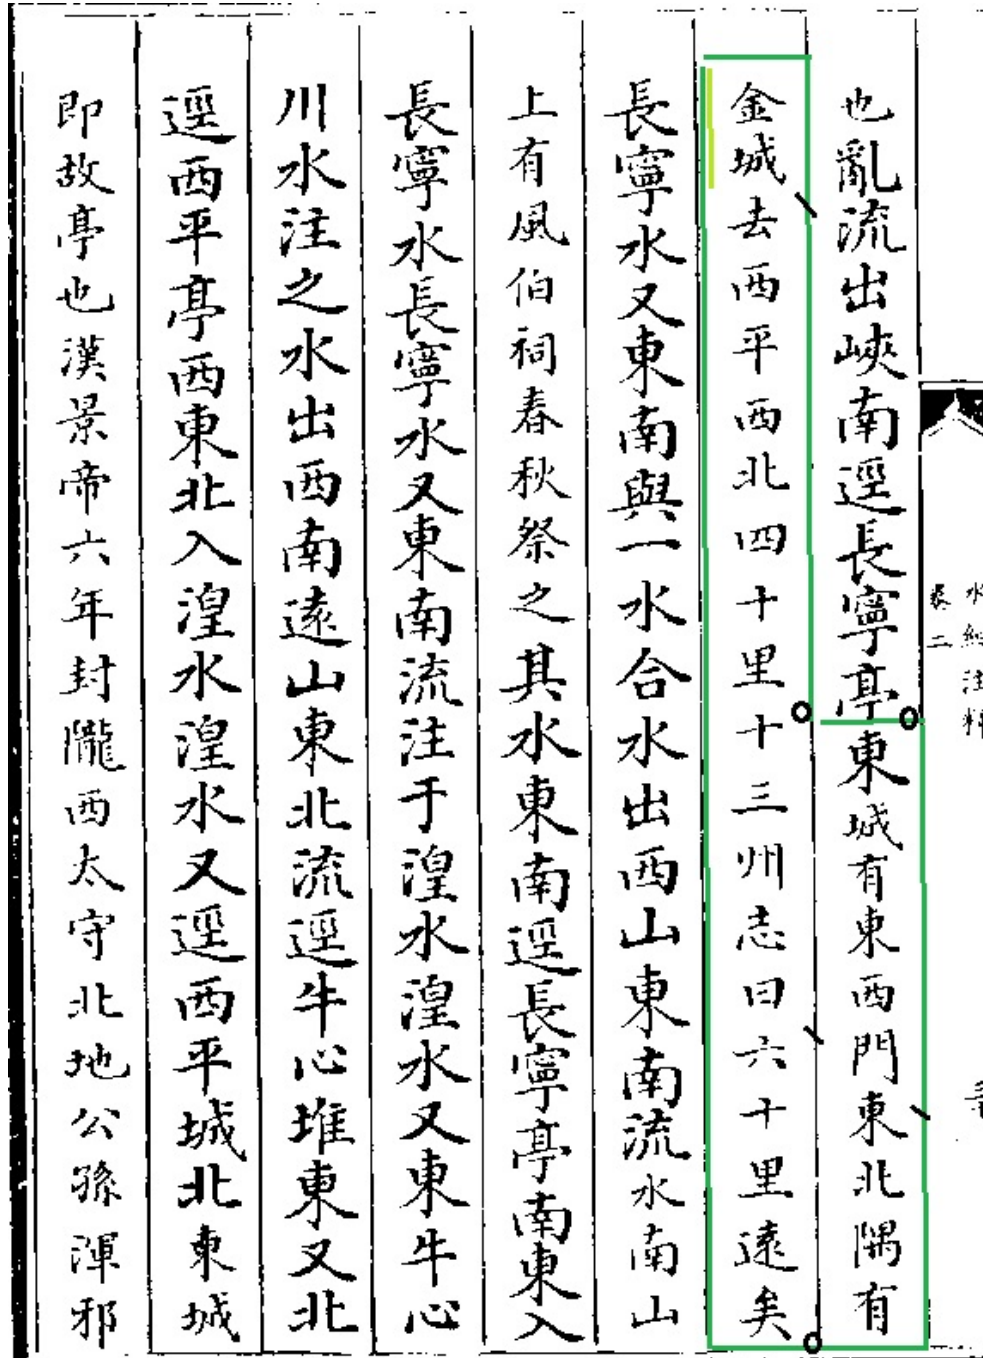 水經注釋
卷二
也亂流出峽南逕長寧亭東城有東西門東北隅有
金城去西平西北四十里十三州志曰六十里遠矣
長寧水又東南與一水合水出西山東南流水南山
上有風伯祠春秋祭之其水東南逕長寧亭南東入
長寧水長寧水又東南流注于湟水湟水又東牛心
川水注之水出西南遠山東北流逕牛心堆東又北
逕西平亭西東北入湟水湟水又逕西平城北東城
即故亭也漢景帝六年封隴西太守北地公孫渾邪